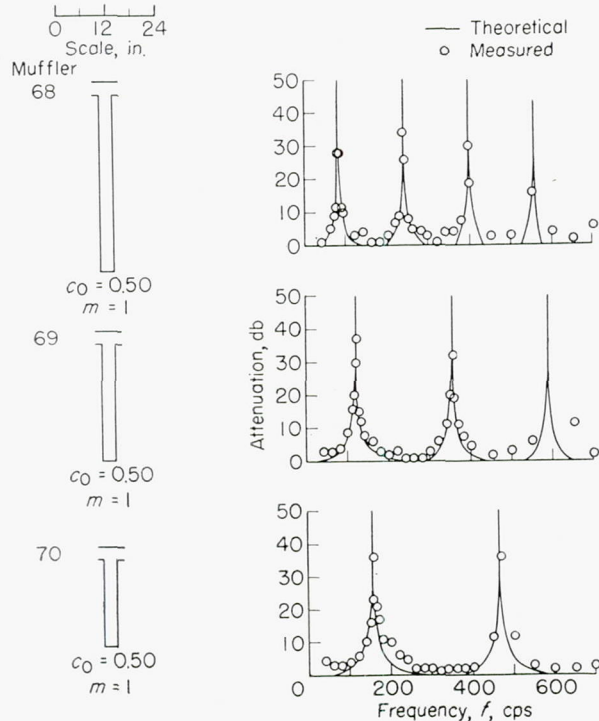 0 12 24
Scale, in.
Muffler
68
c0 = 0.50
m = 1
69
c0 = 0.50
m = 1
70
c0 = 0.50
m = 1
Theoretical
Measured
50
40
30
20
10
0
50
40
30
20
10
0
50
40
30
20
10
0 200 400 600
Attenuation, db
Frequency, f, cps